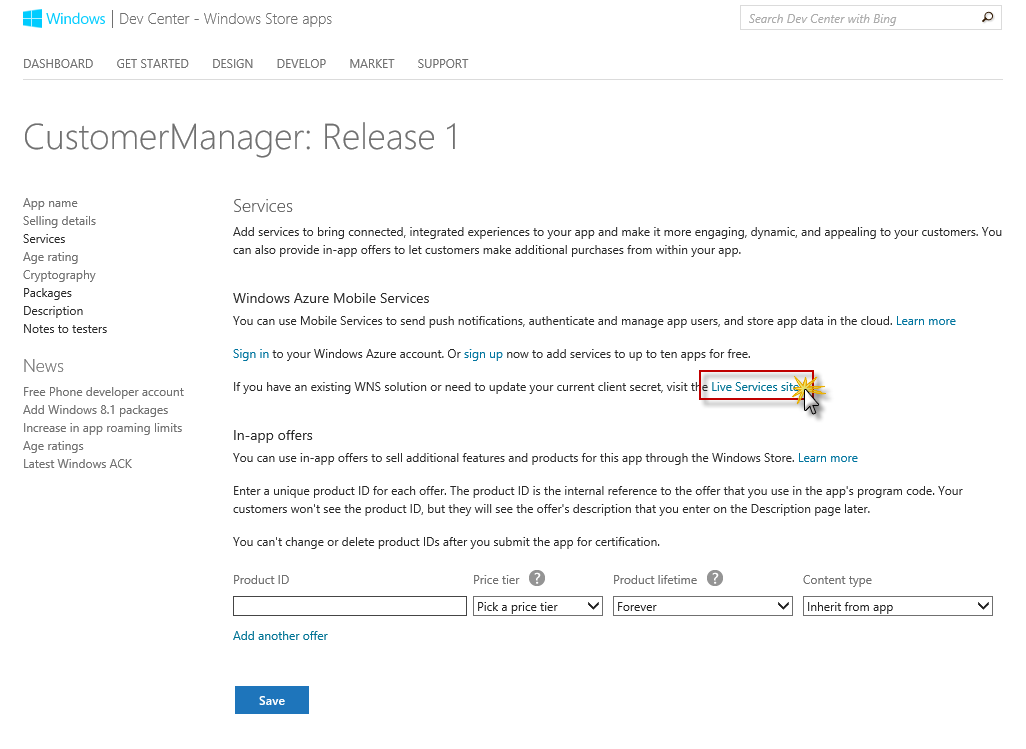 Windows | Dev Center - Windows Store apps
Search Dev Center with Bing
DASHBOARD GET STARTED DESIGN DEVELOP MARKET SUPPORT
CustomerManager: Release 1
App name
Selling details
Services
Age rating
Cryptography
Packages
Description
Notes to testers
News
Free Phone developer account
Add Windows 8.1 packages
Increase in app roaming limits
Age ratings
Latest Windows ACK
Services
Add services to bring connected, integrated experiences to your app and make it more engaging, dynamic, and appealing to your customers. You
can also provide in-app offers to let customers make additional purchases from within your app.
Windows Azure Mobile Services
You can use Mobile Services to send push notifications, authenticate and manage app users, and store app data in the cloud. Learn more
Sign in to your Windows Azure account. Or sign up now to add services to up to ten apps for free.
If you have an existing WNS solution or need to update your current client secret, visit the Live Services site
In-app offers
You can use in-app offers to sell additional features and products for this app through the Windows Store. Learn more
Enter a unique product ID for each offer. The product ID is the internal reference to the offer that you use in the app's program code. Your
customers won't see the product ID, but they will see the offer's description that you enter on the Description page later.
You can't change or delete product IDs after you submit the app for certification.
Product ID Price tier ? Product lifetime ? Content type
Pick a price tier Forever Inherit from app
Add another offer
Save